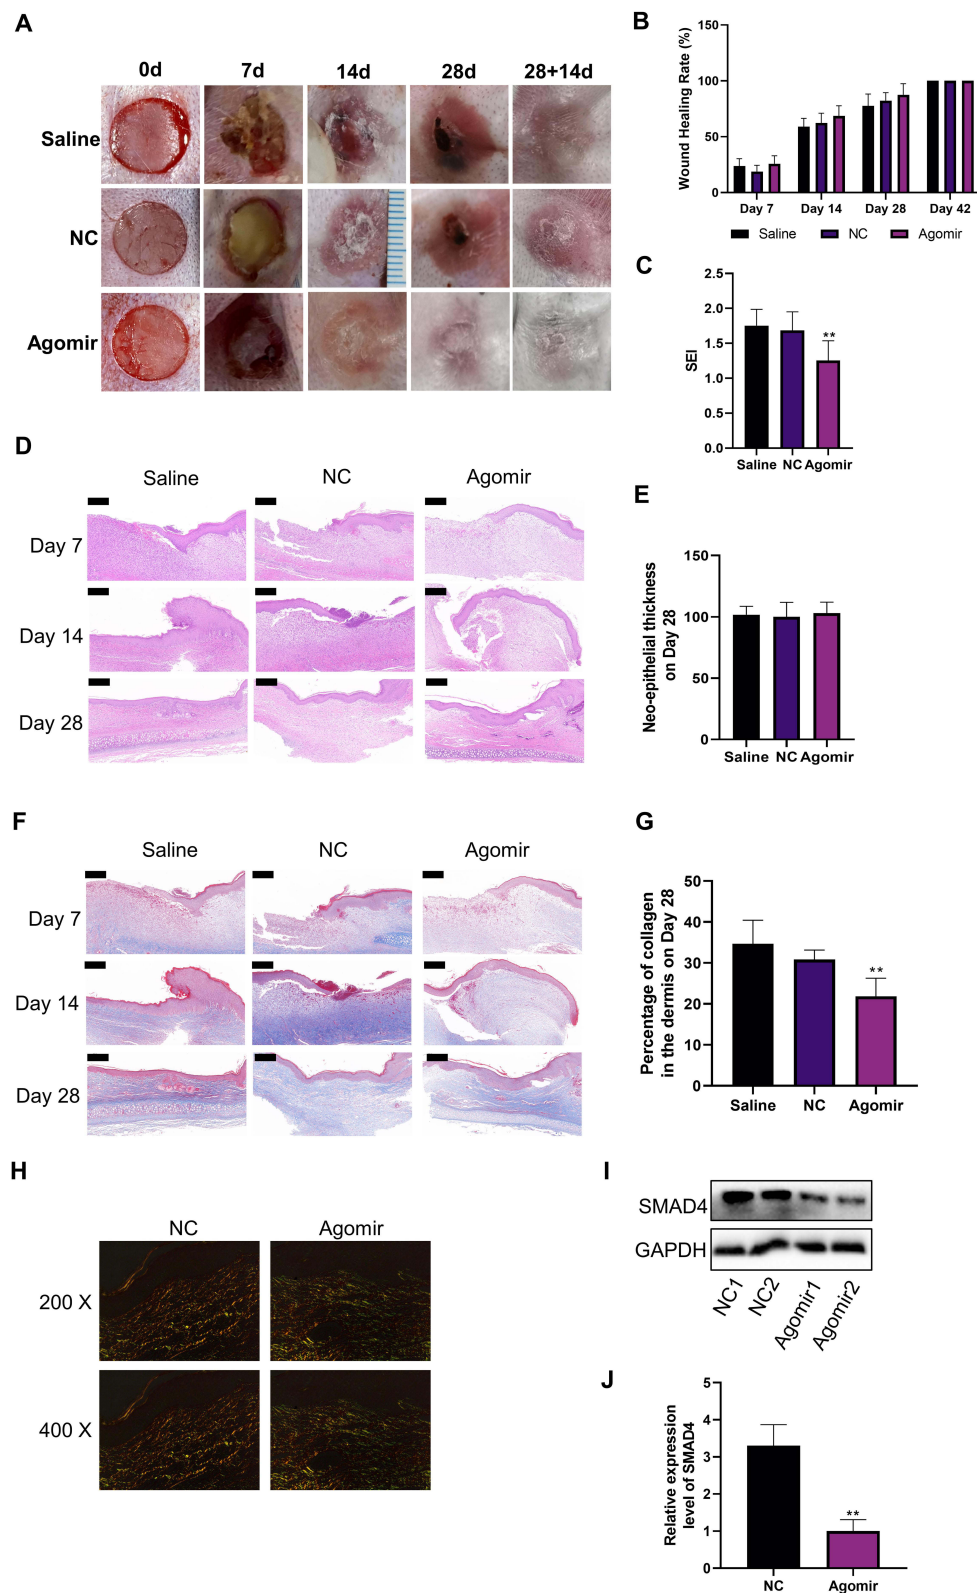 A
0d 7d 14d 28d 28+14d
Saline
NC
Agomir
B
Wound Healing Rate (%)
150
100
50
0
Day 7 Day 14 Day 28 Day 42
Saline NC Agomir
C
SEI
2.5
2.0
1.5
1.0
0.5
0.0
**
Saline NC Agomir
D
Saline NC Agomir
Day 7
Day 14
Day 28
E
Neo-epithelial thickness
on Day 28
150
100
50
0
Saline NC Agomir
F
Saline NC Agomir
Day 7
Day 14
Day 28
G
Percentage of collagen
in the dermis on Day 28
50
40
30
20
10
0
**
Saline NC Agomir
H
NC Agomir
200 X
400 X
I
SMAD4
GAPDH
NC1 NC2 Agomir1 Agomir2
J
Relative expression
level of SMAD4
5
4
3
2
1
0
**
NC Agomir